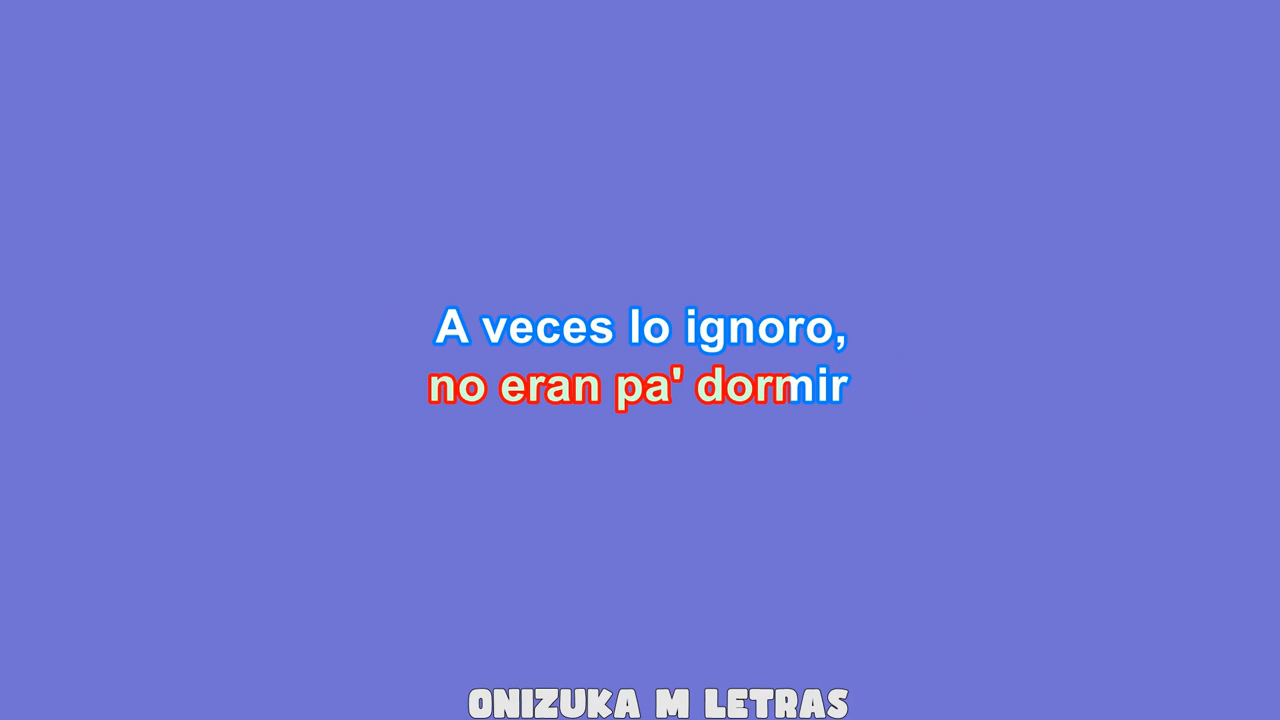 A veces lo ignoro,
no eran pa' dormir
ONIZUKA M LETRAS